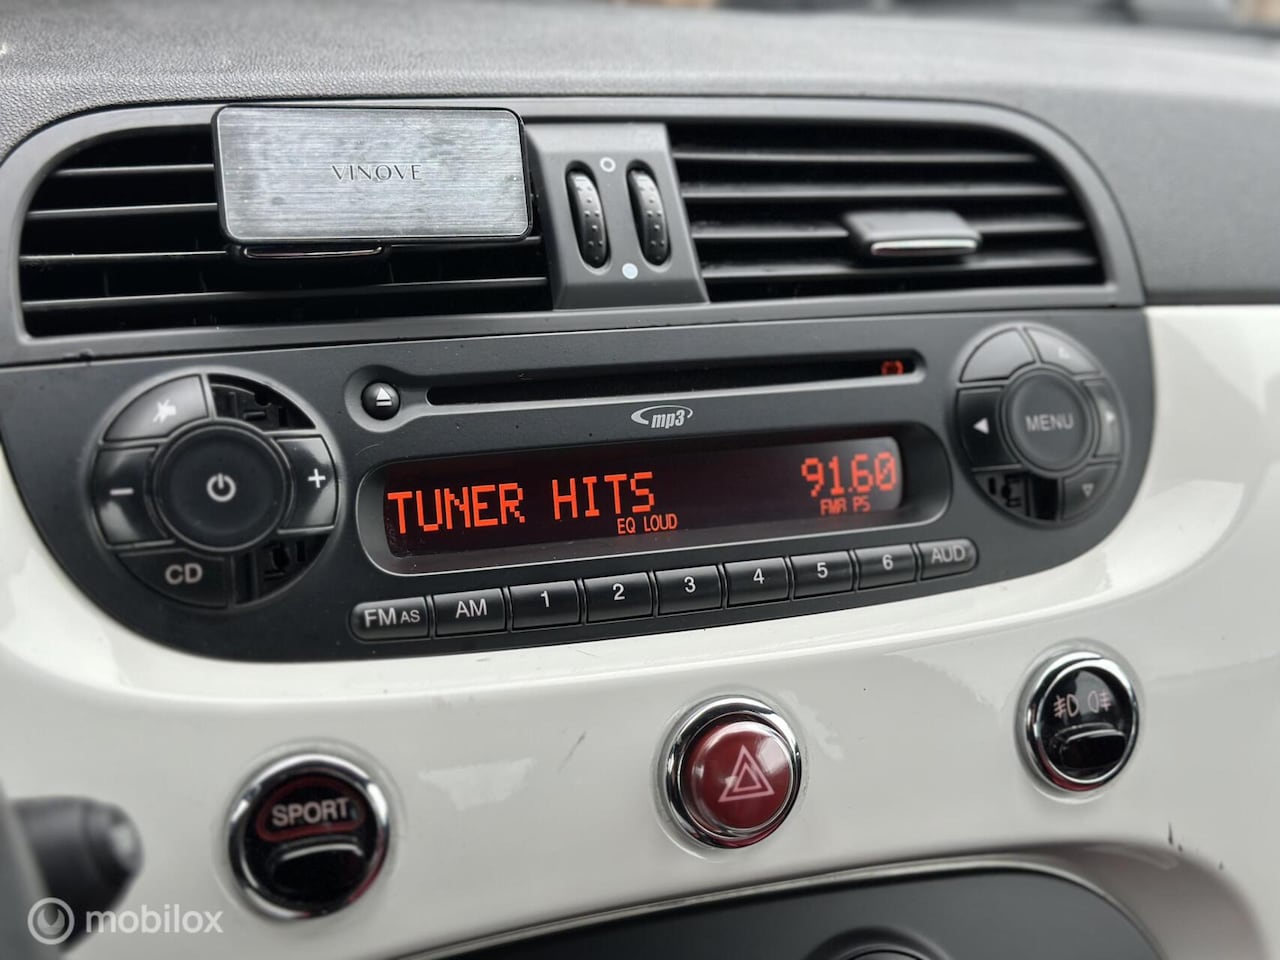 VINOVE
mp3
MENU
TUNER HITS 91.60
EQ LOUD FMR PS
CD
FM AS AM 1 2 3 4 5 6 AUD
SPORT
mobilox